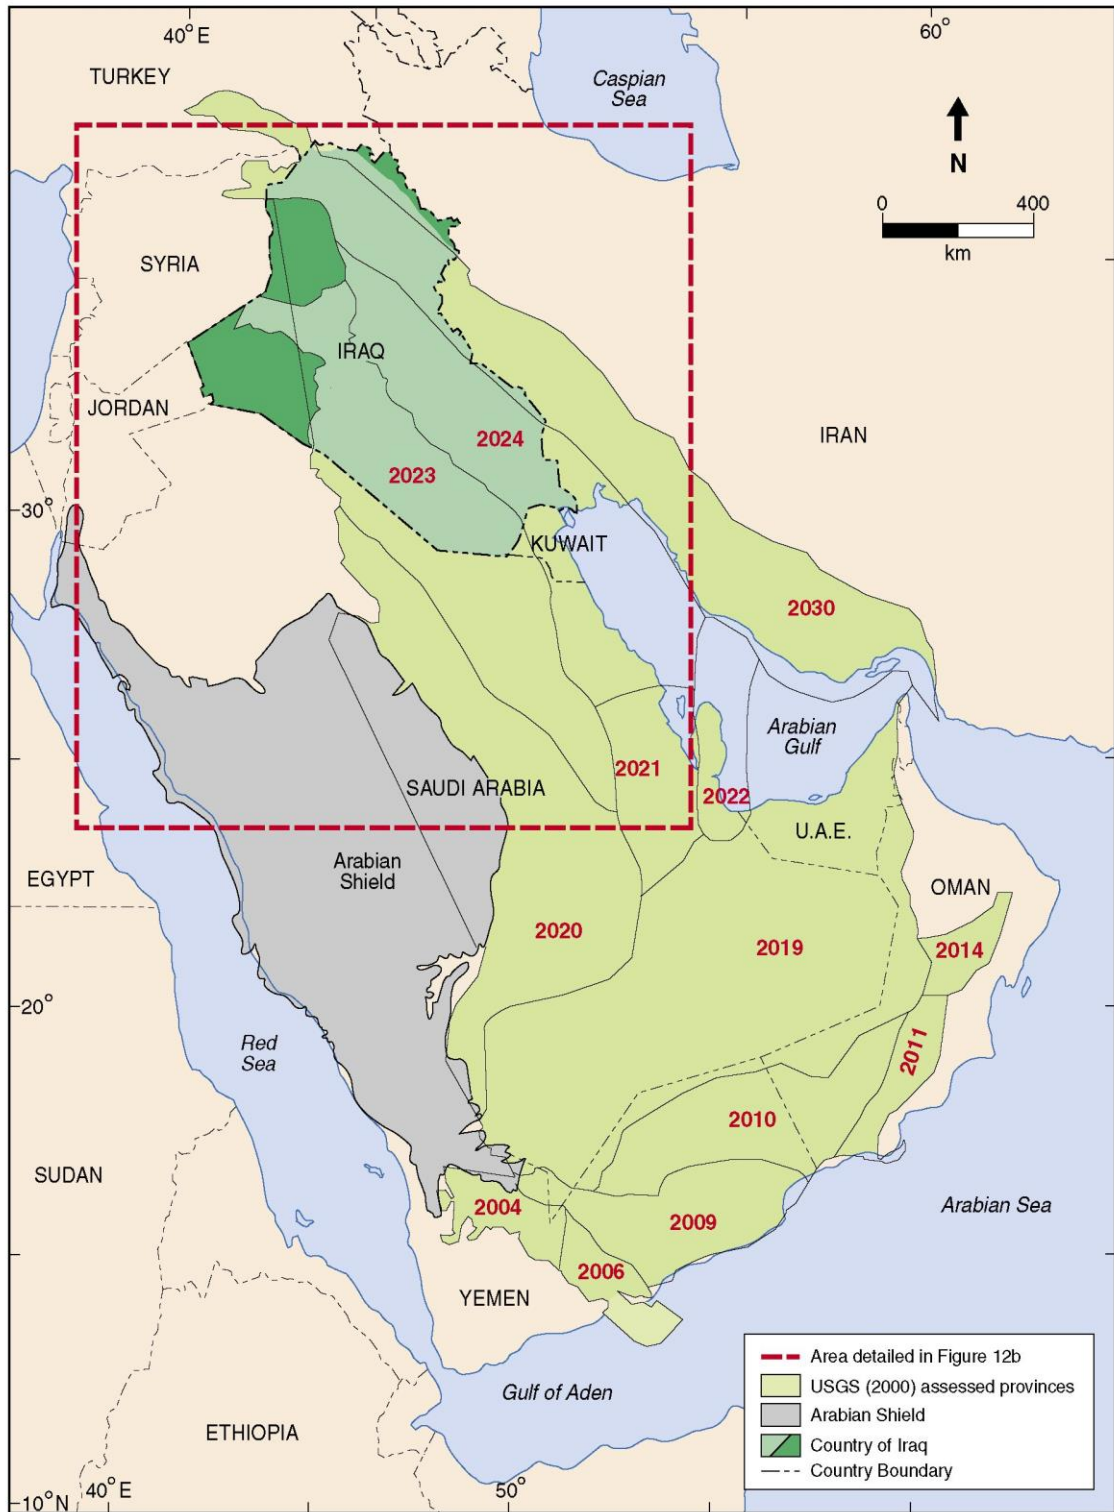 40° E
60°
TURKEY
Caspian
Sea
N
0
400
km
SYRIA
IRAQ
JORDAN
2024
IRAN
2023
30°
KUWAIT
2030
Arabian
Gulf
2021
SAUDI ARABIA
2022
U.A.E.
Arabian
Shield
EGYPT
OMAN
2020
2019
2014
20°
Red
Sea
2011
2010
SUDAN
2004
2009
Arabian Sea
2006
YEMEN
Gulf of Aden
ETHIOPIA
Area detailed in Figure 12b
USGS (2000) assessed provinces
Arabian Shield
Country of Iraq
Country Boundary
10°N
40° E
50°